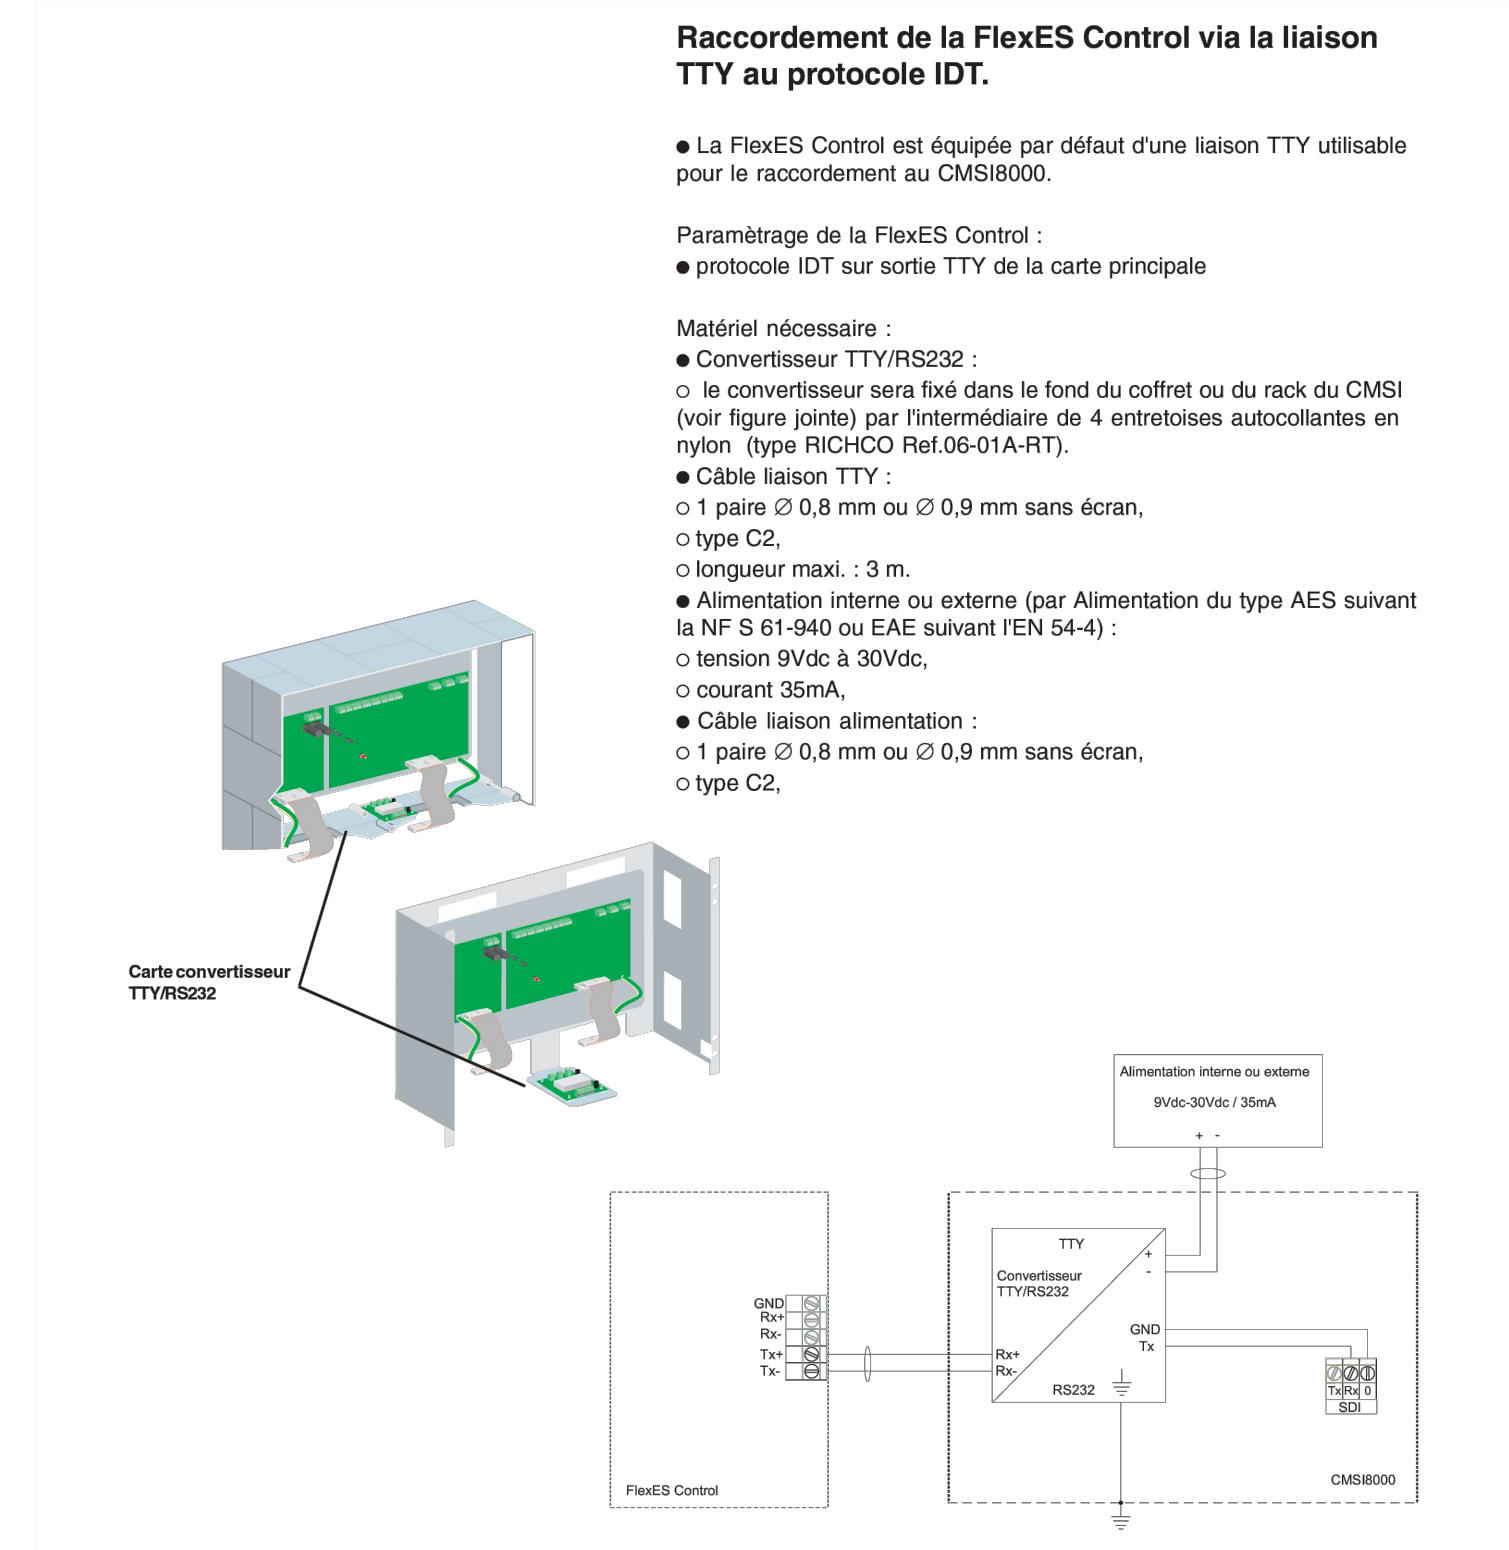 Raccordement de la FlexES Control via la liaison
TTY au protocole IDT.
● La FlexES Control est équipée par défaut d'une liaison TTY utilisable
pour le raccordement au CMSI8000.
Paramètrage de la FlexES Control :
● protocole IDT sur sortie TTY de la carte principale
Matériel nécessaire :
● Convertisseur TTY/RS232 :
○ le convertisseur sera fixé dans le fond du coffret ou du rack du CMSI
(voir figure jointe) par l'intermédiaire de 4 entretoises autocollantes en
nylon (type RICHCO Ref.06-01A-RT).
● Câble liaison TTY :
○ 1 paire ∅ 0,8 mm ou ∅ 0,9 mm sans écran,
○ type C2,
○ longueur maxi. : 3 m.
● Alimentation interne ou externe (par Alimentation du type AES suivant
la NF S 61-940 ou EAE suivant l'EN 54-4) :
○ tension 9Vdc à 30Vdc,
○ courant 35mA,
● Câble liaison alimentation :
○ 1 paire ∅ 0,8 mm ou ∅ 0,9 mm sans écran,
○ type C2,
Carte convertisseur
TTY/RS232
Alimentation interne ou externe
9Vdc-30Vdc / 35mA
+ -
TTY
+
-
Convertisseur
TTY/RS232
GND
Rx+
Rx-
Tx+
Tx-
Rx+
Rx-
GND
Tx
RS232
Tx Rx 0
SDI
CMSI8000
FlexES Control